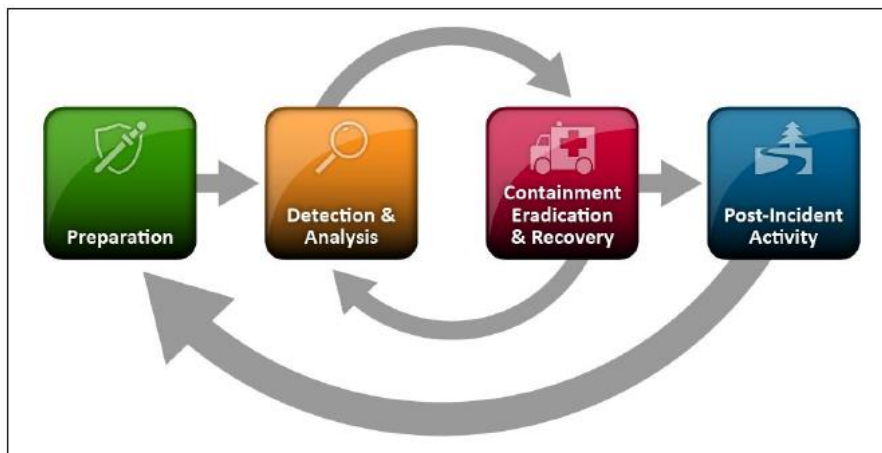 Preparation
Detection &
Analysis
Containment
Eradication
& Recovery
Post-Incident
Activity